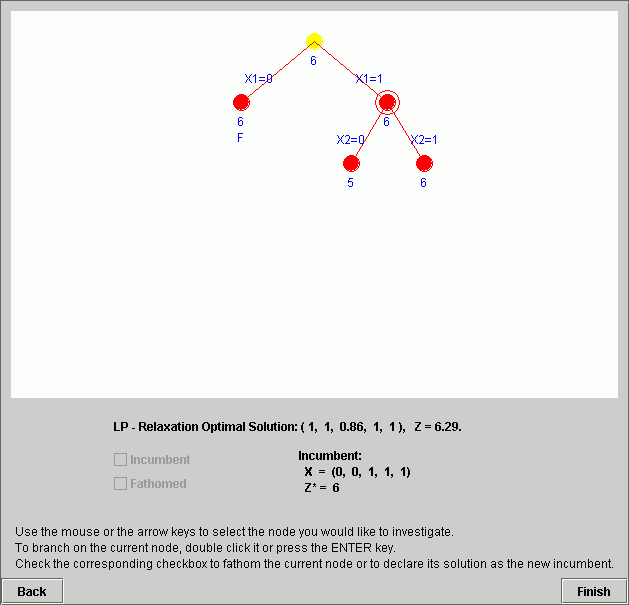 6
X1=0 X1=1
6 6
F
X2=0 X2=1
5 6
LP - Relaxation Optimal Solution: ( 1, 1, 0.86, 1, 1 ), Z = 6.29.
Incumbent
Fathomed
Incumbent:
X = (0, 0, 1, 1, 1)
Z* = 6
Use the mouse or the arrow keys to select the node you would like to investigate.
To branch on the current node, double click it or press the ENTER key.
Check the corresponding checkbox to fathom the current node or to declare its solution as the new incumbent.
Back Finish